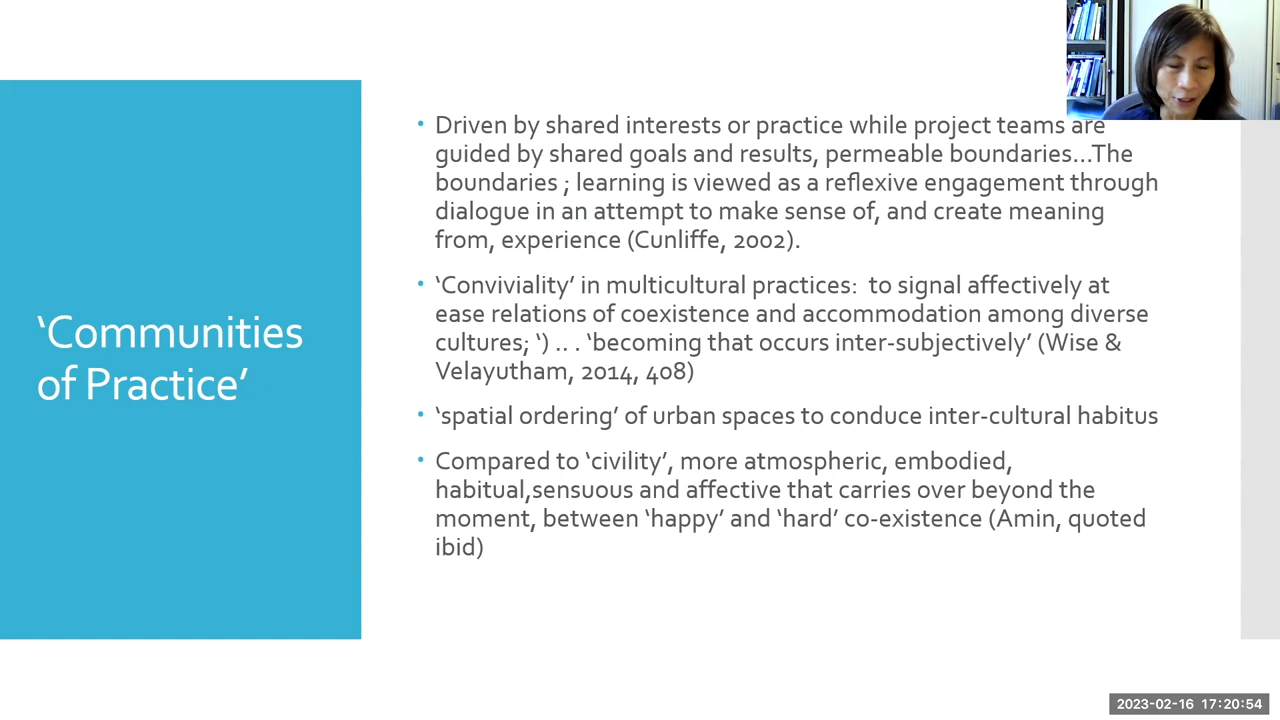 ‘Communities
of Practice’
• Driven by shared interests or practice while project teams are
guided by shared goals and results, permeable boundaries…The
boundaries ; learning is viewed as a reflexive engagement through
dialogue in an attempt to make sense of, and create meaning
from, experience (Cunliffe, 2002).
• ‘Conviviality’ in multicultural practices:  to signal affectively at
ease relations of coexistence and accommodation among diverse
cultures; ‘) .. . ‘becoming that occurs inter-subjectively’ (Wise &
Velayutham, 2014, 408)
• ‘spatial ordering’ of urban spaces to conduce inter-cultural habitus
• Compared to ‘civility’, more atmospheric, embodied,
habitual,sensuous and affective that carries over beyond the
moment, between ‘happy’ and ‘hard’ co-existence (Amin, quoted
ibid)
2023-02-16 17:20:54